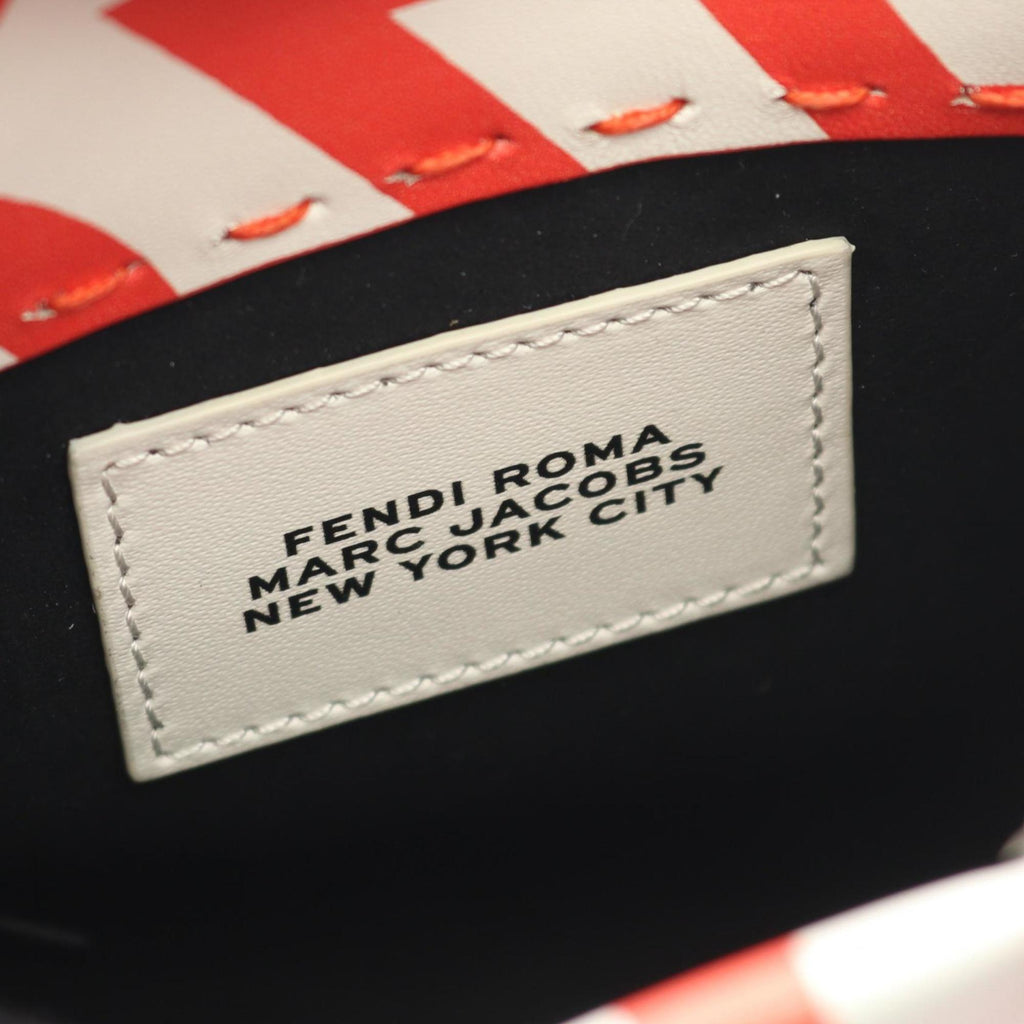 FENDI ROMA
MARC JACOBS
NEW YORK CITY